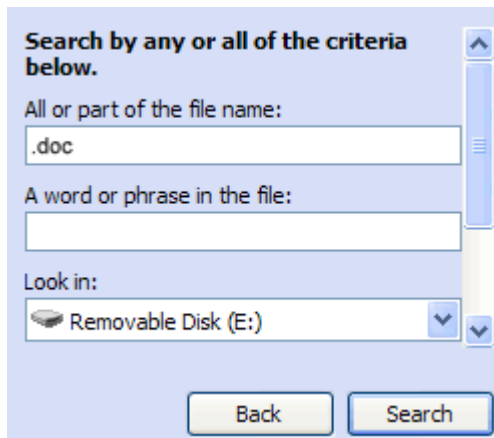 Search by any or all of the criteria
below.
All or part of the file name:
.doc
A word or phrase in the file:
Look in:
Removable Disk (E:)
Back Search